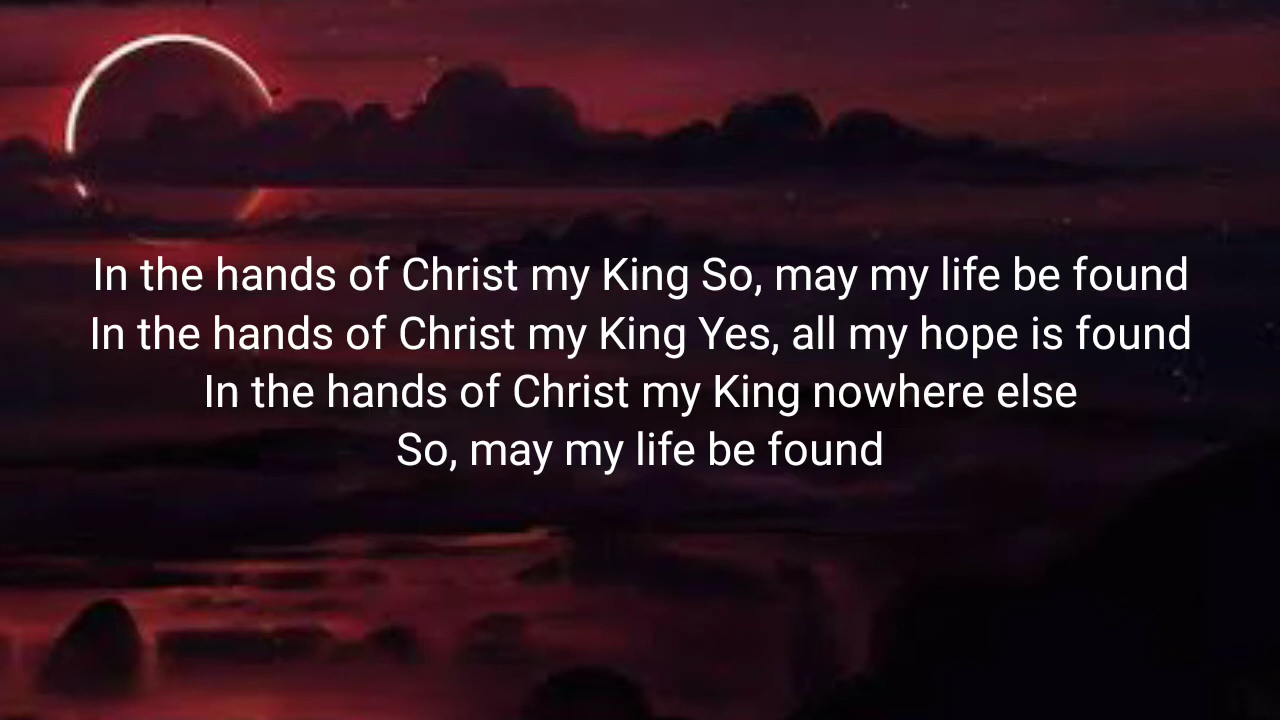 In the hands of Christ my King So, may my life be found
In the hands of Christ my King Yes, all my hope is found
In the hands of Christ my King nowhere else
So, may my life be found